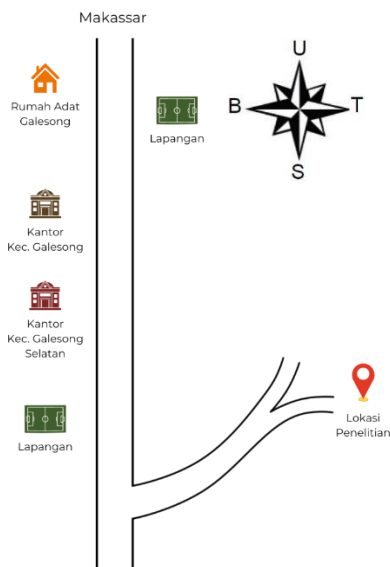 Makassar
Rumah Adat
Galesong
Lapangan
U
B
T
S
Kantor
Kec. Galesong
Kantor
Kec. Galesong
Selatan
Lapangan
Lokasi
Penelitian